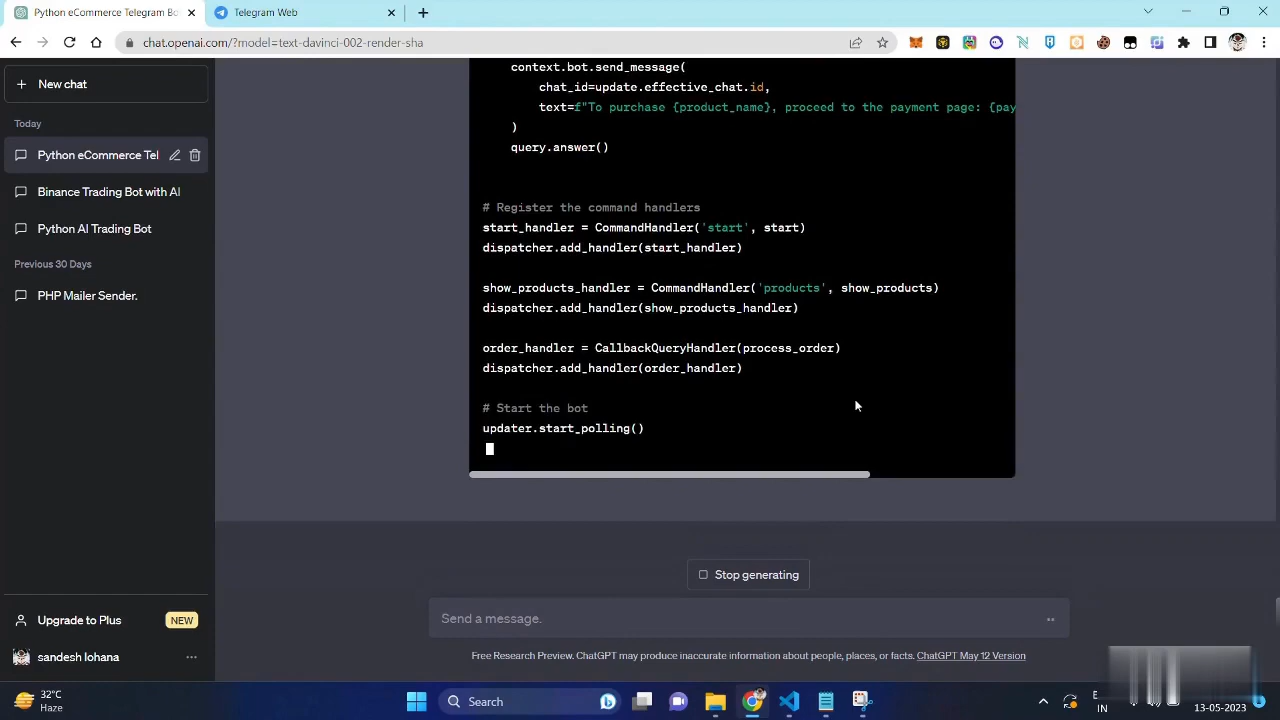 Python eCommerce Telegram Bo
Telegram Web
chat.openai.com/?model=text-davinci-002-render-sha
New chat
Today
Python eCommerce Tel
Binance Trading Bot with AI
Python AI Trading Bot
Previous 30 Days
PHP Mailer Sender.
context.bot.send_message(
chat_id=update.effective_chat.id,
text=f"To purchase {product_name}, proceed to the payment page: {pay
)
query.answer()
# Register the command handlers
start_handler = CommandHandler('start', start)
dispatcher.add_handler(start_handler)
show_products_handler = CommandHandler('products', show_products)
dispatcher.add_handler(show_products_handler)
order_handler = CallbackQueryHandler(process_order)
dispatcher.add_handler(order_handler)
# Start the bot
updater.start_polling()
Stop generating
Send a message.
Free Research Preview. ChatGPT may produce inaccurate information about people, places, or facts. ChatGPT May 12 Version
Upgrade to Plus
NEW
sandesh lohana
32°C
Haze
Search
IN
13-05-2023